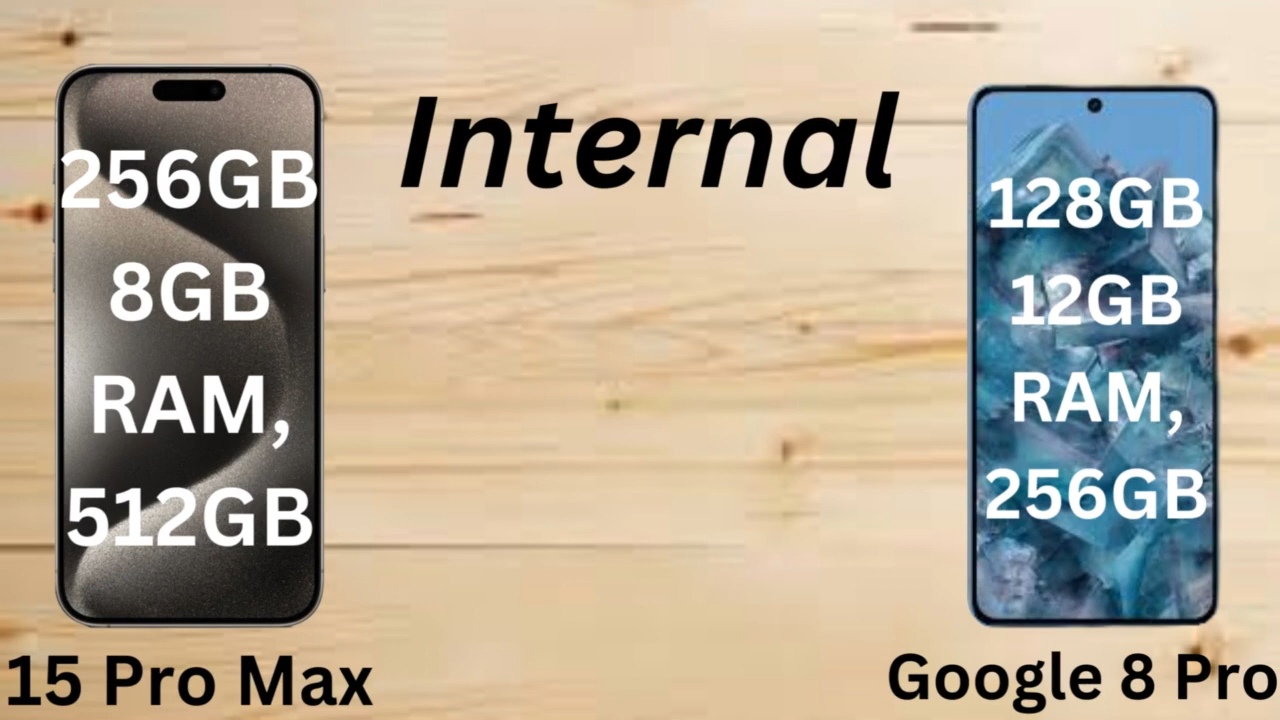 Internal
256GB
8GB
RAM,
512GB
128GB
12GB
RAM,
256GB
15 Pro Max
Google 8 Pro